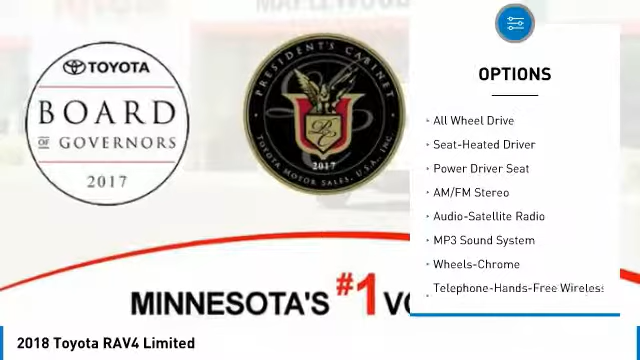 TOYOTA
BOARD
OF GOVERNORS
2017
PRESIDENT'S CABINET
2017
TOYOTA MOTOR SALES, U.S.A., INC.
OPTIONS
All Wheel Drive
Seat-Heated Driver
Power Driver Seat
AM/FM Stereo
Audio-Satellite Radio
MP3 Sound System
Wheels-Chrome
Telephone-Hands-Free Wireless
MINNESOTA'S #1 VO
2018 Toyota RAV4 Limited